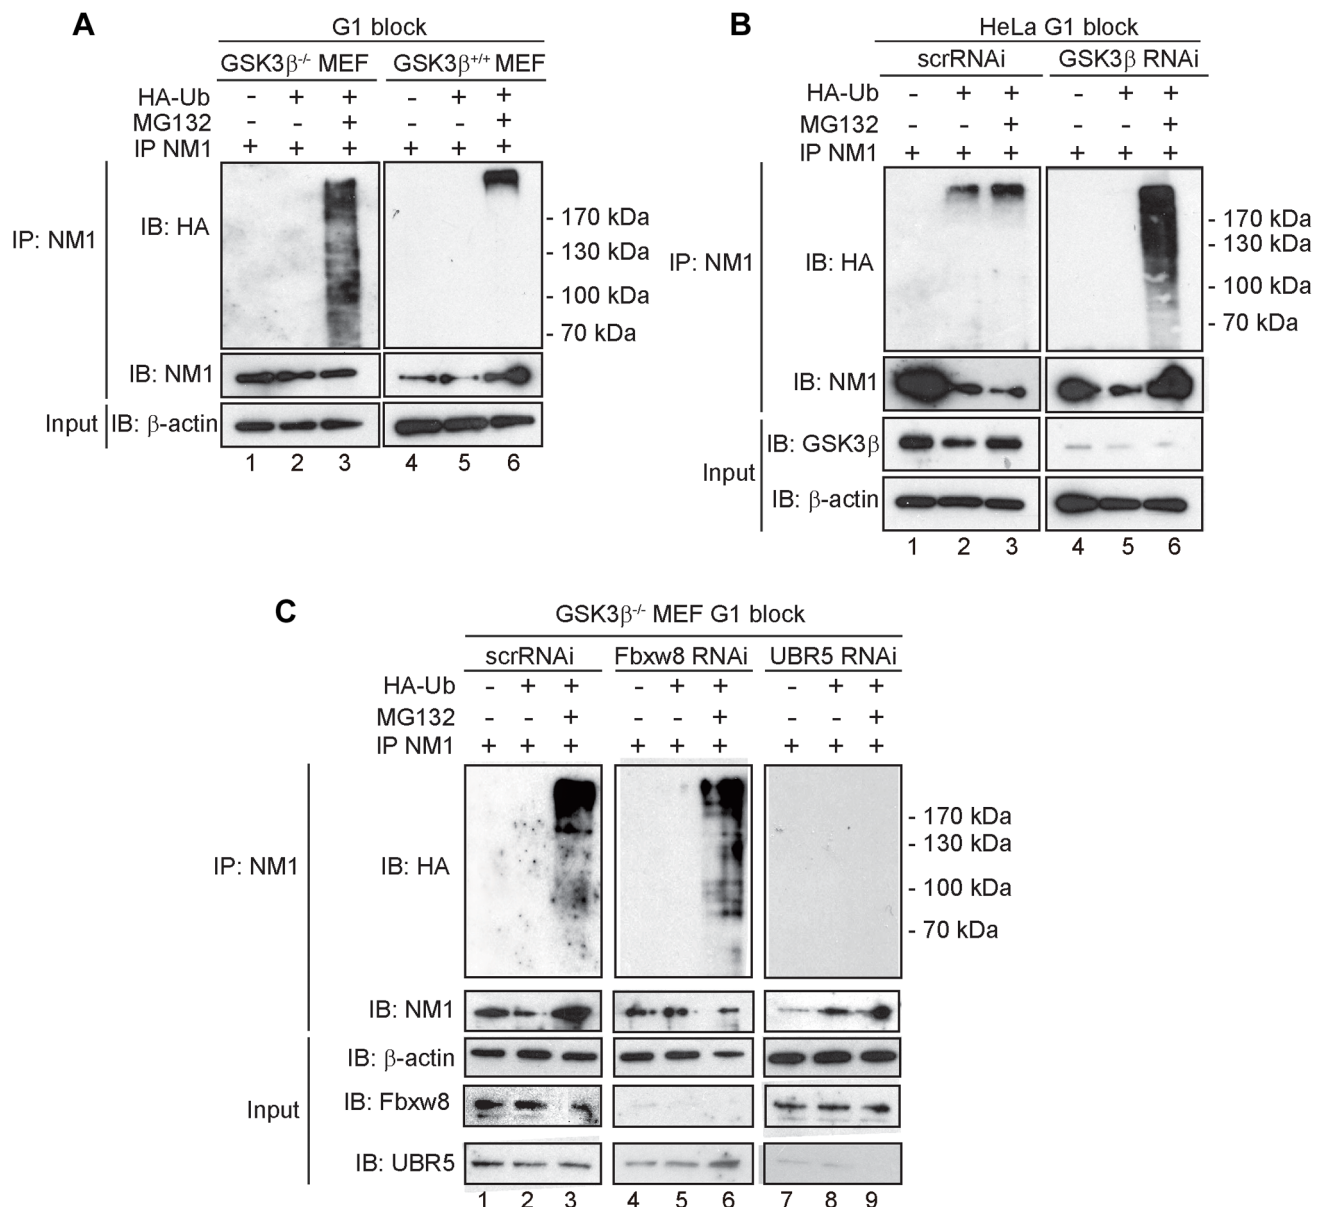 A
G1 block
GSK3β-/- MEF GSK3β+/+ MEF
HA-Ub - + + - + +
MG132 - - + - - +
IP NM1 + + + + + +
IP: NM1
IB: HA
- 170 kDa
- 130 kDa
- 100 kDa
- 70 kDa
IB: NM1
Input IB: β-actin
1 2 3 4 5 6
B
HeLa G1 block
scrRNAi GSK3β RNAi
HA-Ub - + + - + +
MG132 - - + - - +
IP NM1 + + + + + +
IP: NM1
IB: HA
- 170 kDa
- 130 kDa
- 100 kDa
- 70 kDa
IB: NM1
IB: GSK3β
Input
IB: β-actin
1 2 3 4 5 6
C
GSK3β-/- MEF G1 block
scrRNAi Fbxw8 RNAi UBR5 RNAi
HA-Ub - + + - + + - + +
MG132 - - + - - + - - +
IP NM1 + + + + + + + + +
IP: NM1
IB: HA
- 170 kDa
- 130 kDa
- 100 kDa
- 70 kDa
IB: NM1
IB: β-actin
Input
IB: Fbxw8
IB: UBR5
1 2 3 4 5 6 7 8 9